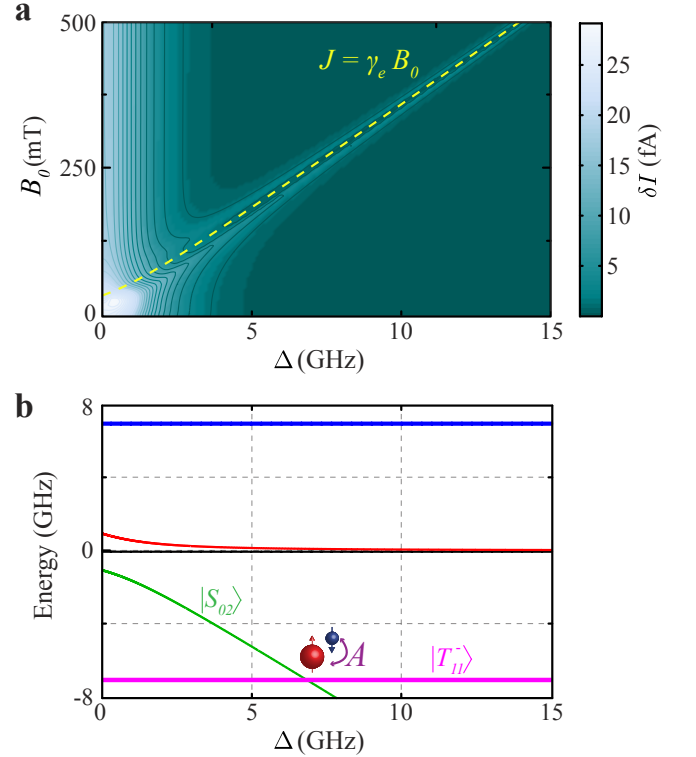 a
500
250
0
B₀(mT)
J = γₑ B₀
0
5
10
15
Δ (GHz)
25
20
15
10
5
δI (fA)
b
8
0
-8
Energy (GHz)
|S₀₂⟩
A
|T₁₁⁻⟩
0
5
10
15
Δ (GHz)